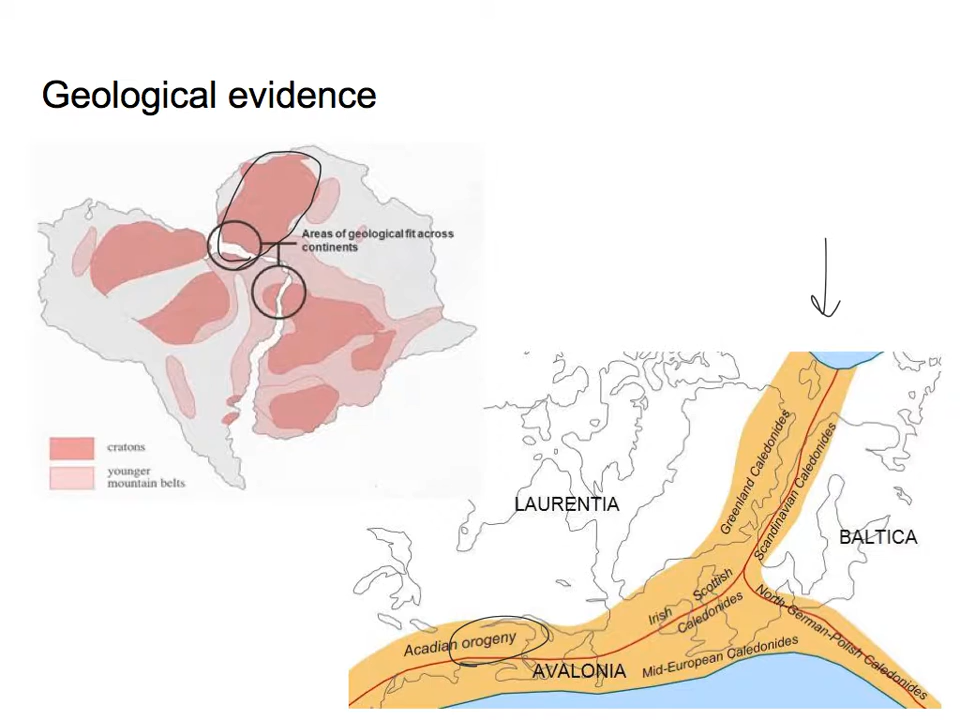 Geological evidence
Areas of geological fit across
continents
cratons
younger
mountain belts
LAURENTIA
Greenland Caledonides
Scandinavian Caledonides
BALTICA
Scottish
Irish
Caledonides
North German-Polish Caledonides
Acadian orogeny
AVALONIA
Mid-European Caledonides